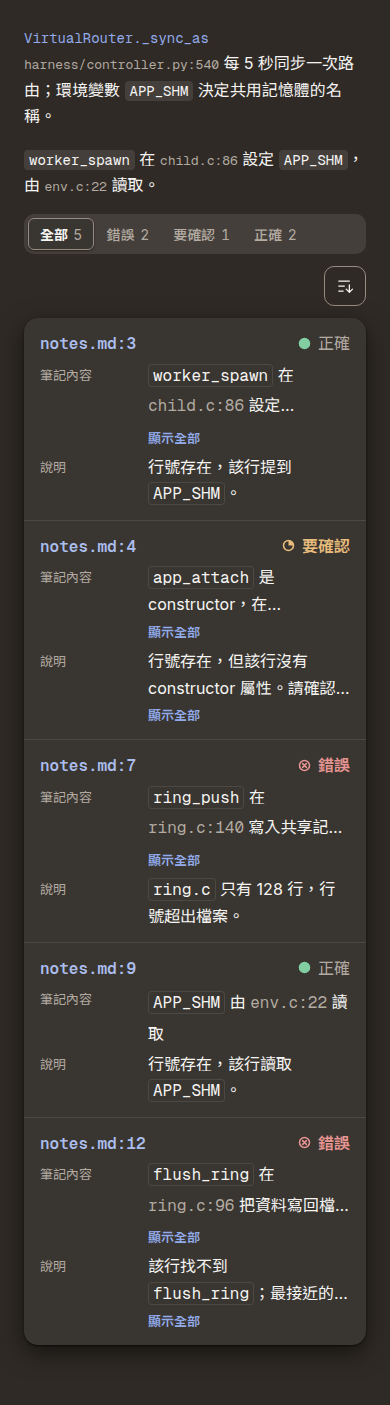 VirtualRouter._sync_as
harness/controller.py:540 每 5 秒同步一次路
由；環境變數 APP_SHM 決定共用記憶體的名
稱。
worker_spawn 在 child.c:86 設定 APP_SHM，
由 env.c:22 讀取。
全部 5 錯誤 2 要確認 1 正確 2
notes.md:3 正確
筆記內容 worker_spawn 在
child.c:86 設定…
顯示全部
說明 行號存在，該行提到
APP_SHM。
notes.md:4 要確認
筆記內容 app_attach 是
constructor，在…
顯示全部
說明 行號存在，但該行沒有
constructor 屬性。請確認…
顯示全部
notes.md:7 錯誤
筆記內容 ring_push 在
ring.c:140 寫入共享記…
顯示全部
說明 ring.c 只有 128 行，行
號超出檔案。
notes.md:9 正確
筆記內容 APP_SHM 由 env.c:22 讀
取
說明 行號存在，該行讀取
APP_SHM。
notes.md:12 錯誤
筆記內容 flush_ring 在
ring.c:96 把資料寫回檔…
顯示全部
說明 該行找不到
flush_ring；最接近的…
顯示全部